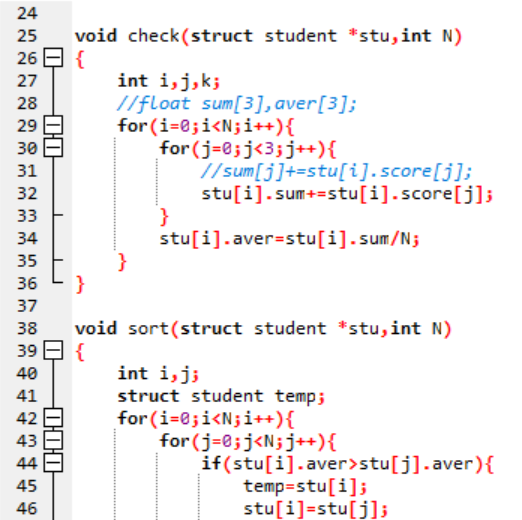 24
25 void check(struct student *stu,int N)
26 {
27 int i,j,k;
28 //float sum[3],aver[3];
29 for(i=0;i<N;i++){
30 for(j=0;j<3;j++){
31 //sum[j]+=stu[i].score[j];
32 stu[i].sum+=stu[i].score[j];
33 }
34 stu[i].aver=stu[i].sum/N;
35 }
36 }
37
38 void sort(struct student *stu,int N)
39 {
40 int i,j;
41 struct student temp;
42 for(i=0;i<N;i++){
43 for(j=0;j<N;j++){
44 if(stu[i].aver>stu[j].aver){
45 temp=stu[i];
46 stu[i]=stu[j];